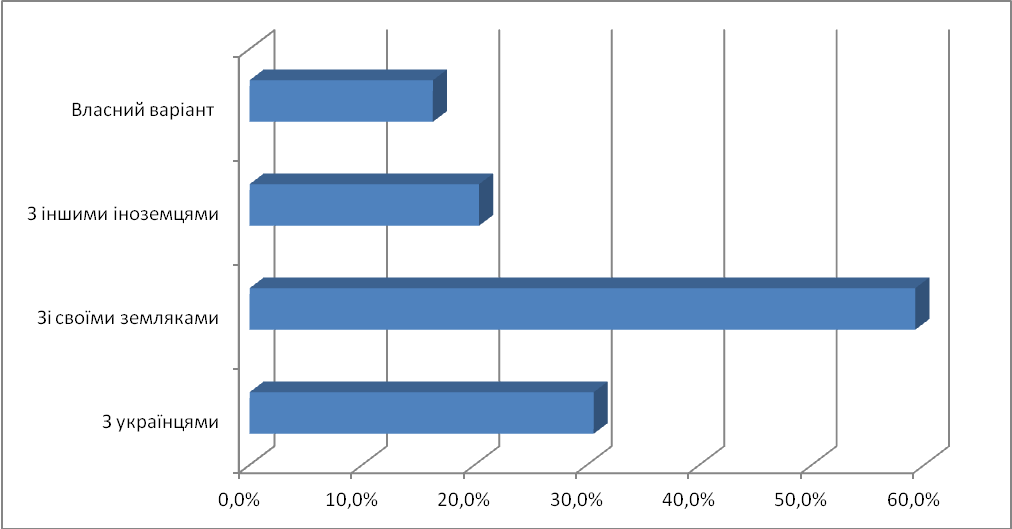 Власний варіант
З іншими іноземцями
Зі своїми земляками
З українцями
0,0% 10,0% 20,0% 30,0% 40,0% 50,0% 60,0%